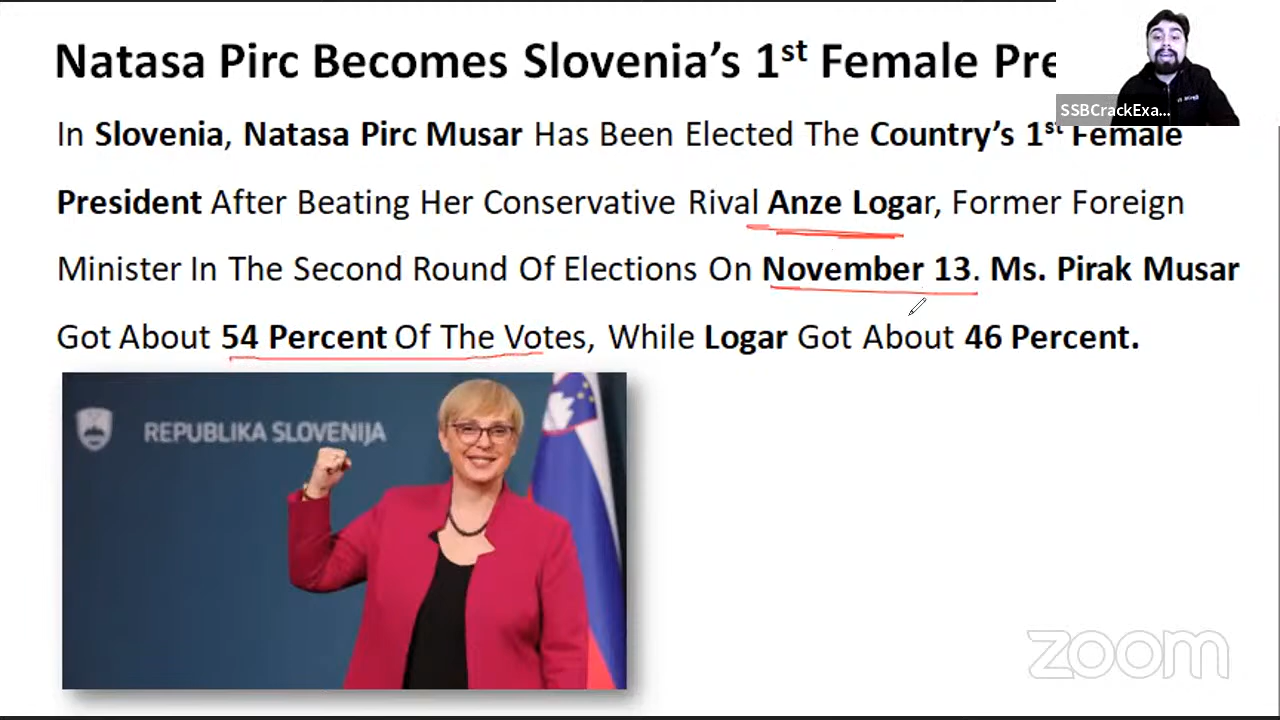 Natasa Pirc Becomes Slovenia's 1st Female Pre
SSBCrackExa...
In Slovenia, Natasa Pirc Musar Has Been Elected The Country's 1st Female
President After Beating Her Conservative Rival Anze Logar, Former Foreign
Minister In The Second Round Of Elections On November 13. Ms. Pirak Musar
Got About 54 Percent Of The Votes, While Logar Got About 46 Percent.
REPUBLIKA SLOVENIJA
zoom